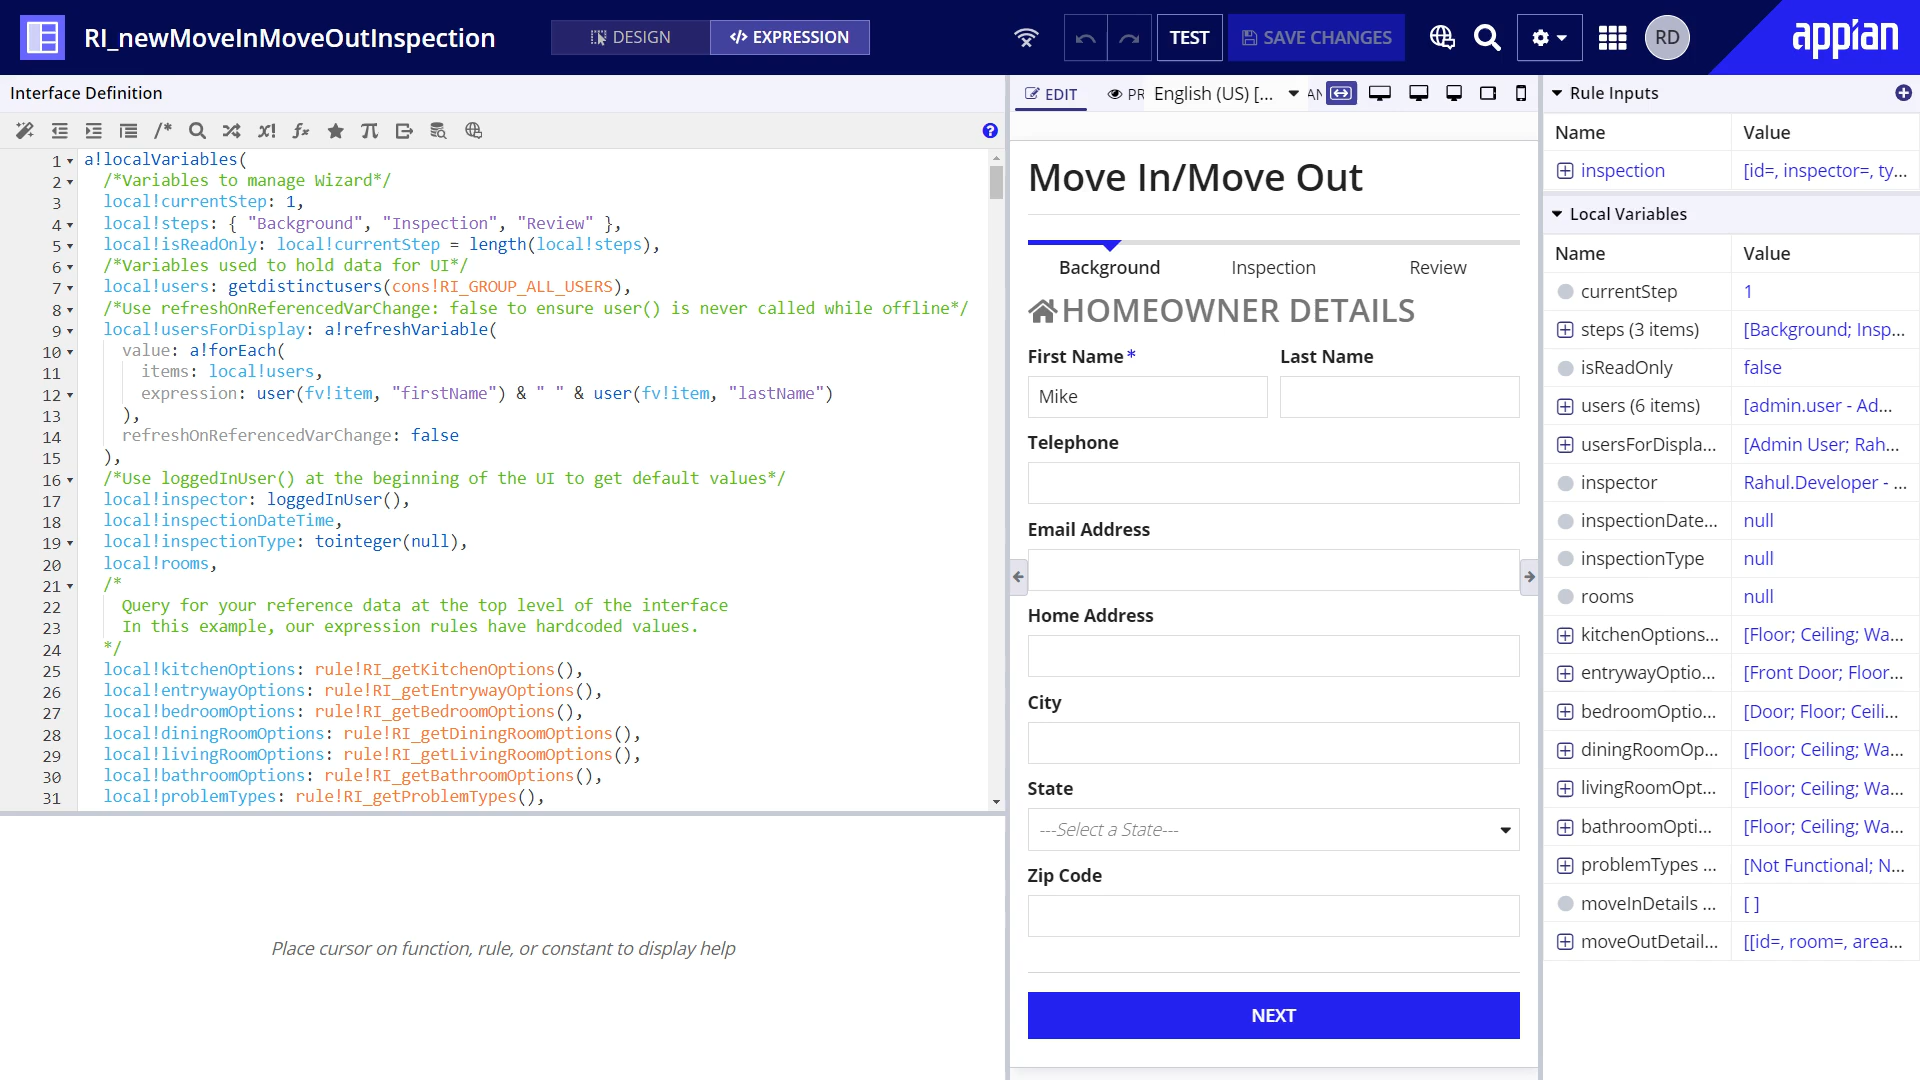 RI_newMoveInMoveOutInspection
DESIGN
</> EXPRESSION
TEST
SAVE CHANGES
RD
appian
Interface Definition
1 a!localVariables(
2 /*Variables to manage Wizard*/
3 local!currentStep: 1,
4 local!steps: { "Background", "Inspection", "Review" },
5 local!isReadOnly: local!currentStep = length(local!steps),
6 /*Variables used to hold data for UI*/
7 local!users: getdistinctusers(cons!RI_GROUP_ALL_USERS),
8 /*Use refreshOnReferencedVarChange: false to ensure user() is never called while offline*/
9 local!usersForDisplay: a!refreshVariable(
10 value: a!forEach(
11 items: local!users,
12 expression: user(fv!item, "firstName") & " " & user(fv!item, "lastName")
13 ),
14 refreshOnReferencedVarChange: false
15 ),
16 /*Use loggedInUser() at the beginning of the UI to get default values*/
17 local!inspector: loggedInUser(),
18 local!inspectionDateTime,
19 local!inspectionType: tointeger(null),
20 local!rooms,
21 /*
22 Query for your reference data at the top level of the interface
23 In this example, our expression rules have hardcoded values.
24 */
25 local!kitchenOptions: rule!RI_getKitchenOptions(),
26 local!entrywayOptions: rule!RI_getEntrywayOptions(),
27 local!bedroomOptions: rule!RI_getBedroomOptions(),
28 local!diningRoomOptions: rule!RI_getDiningRoomOptions(),
29 local!livingRoomOptions: rule!RI_getLivingRoomOptions(),
30 local!bathroomOptions: rule!RI_getBathroomOptions(),
31 local!problemTypes: rule!RI_getProblemTypes(),
Place cursor on function, rule, or constant to display help
EDIT
PR
English (US) [...
Move In/Move Out
Background
Inspection
Review
HOMEOWNER DETAILS
First Name*
Last Name
Mike
Telephone
Email Address
Home Address
City
State
---Select a State---
Zip Code
NEXT
Rule Inputs
Name Value
inspection [id=, inspector=, ty...
Local Variables
Name Value
currentStep 1
steps (3 items) [Background; Insp...
isReadOnly false
users (6 items) [admin.user - Ad...
usersForDispla... [Admin User; Rah...
inspector Rahul.Developer - ...
inspectionDate... null
inspectionType null
rooms null
kitchenOptions... [Floor; Ceiling; Wa...
entrywayOptio... [Front Door; Floor...
bedroomOptio... [Door; Floor; Ceili...
diningRoomOp... [Floor; Ceiling; Wa...
livingRoomOpt... [Floor; Ceiling; Wa...
bathroomOpti... [Floor; Ceiling; Wa...
problemTypes ... [Not Functional; N...
moveInDetails ... [ ]
moveOutDetail... [[id=, room=, area...